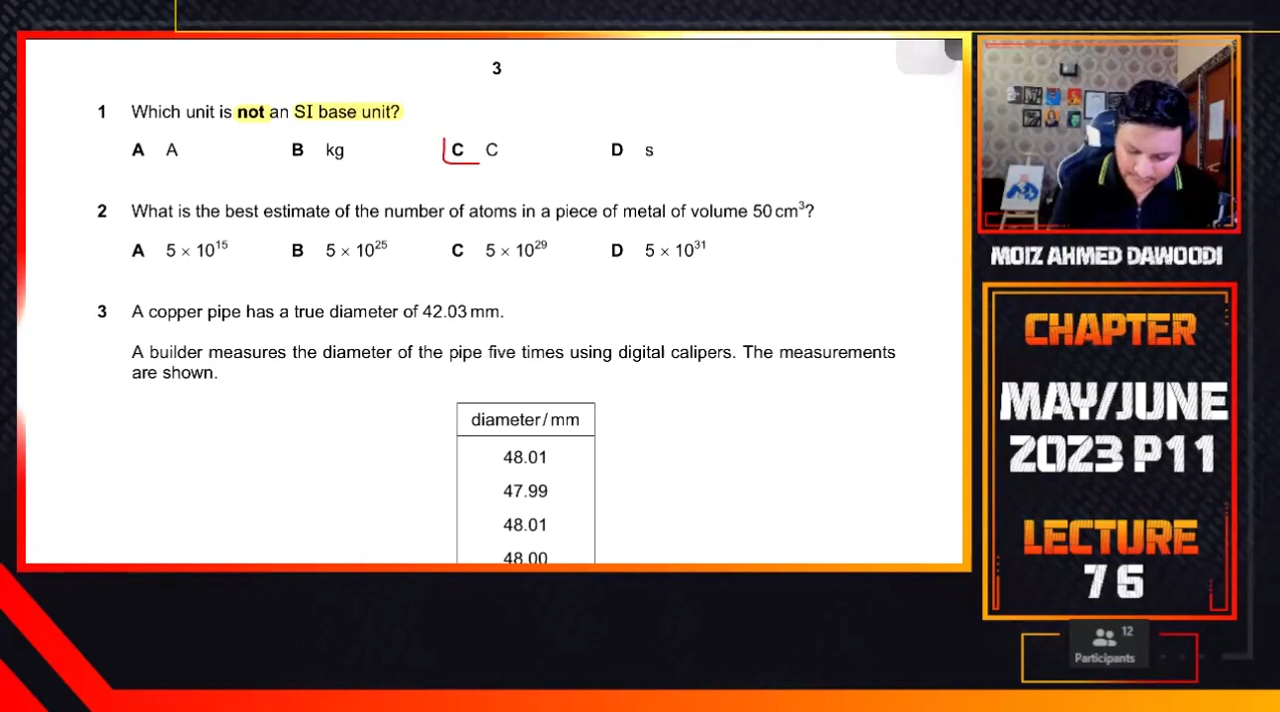 3
1 Which unit is not an SI base unit?
A A B kg C C D s
2 What is the best estimate of the number of atoms in a piece of metal of volume 50 cm³?
A 5 × 10¹⁵ B 5 × 10²⁵ C 5 × 10²⁹ D 5 × 10³¹
3 A copper pipe has a true diameter of 42.03 mm.
A builder measures the diameter of the pipe five times using digital calipers. The measurements
are shown.
diameter / mm
48.01
47.99
48.01
48.00
MOIZ AHMED DAWOODI
CHAPTER
MAY/JUNE
2023 P11
LECTURE
76
12
Participants